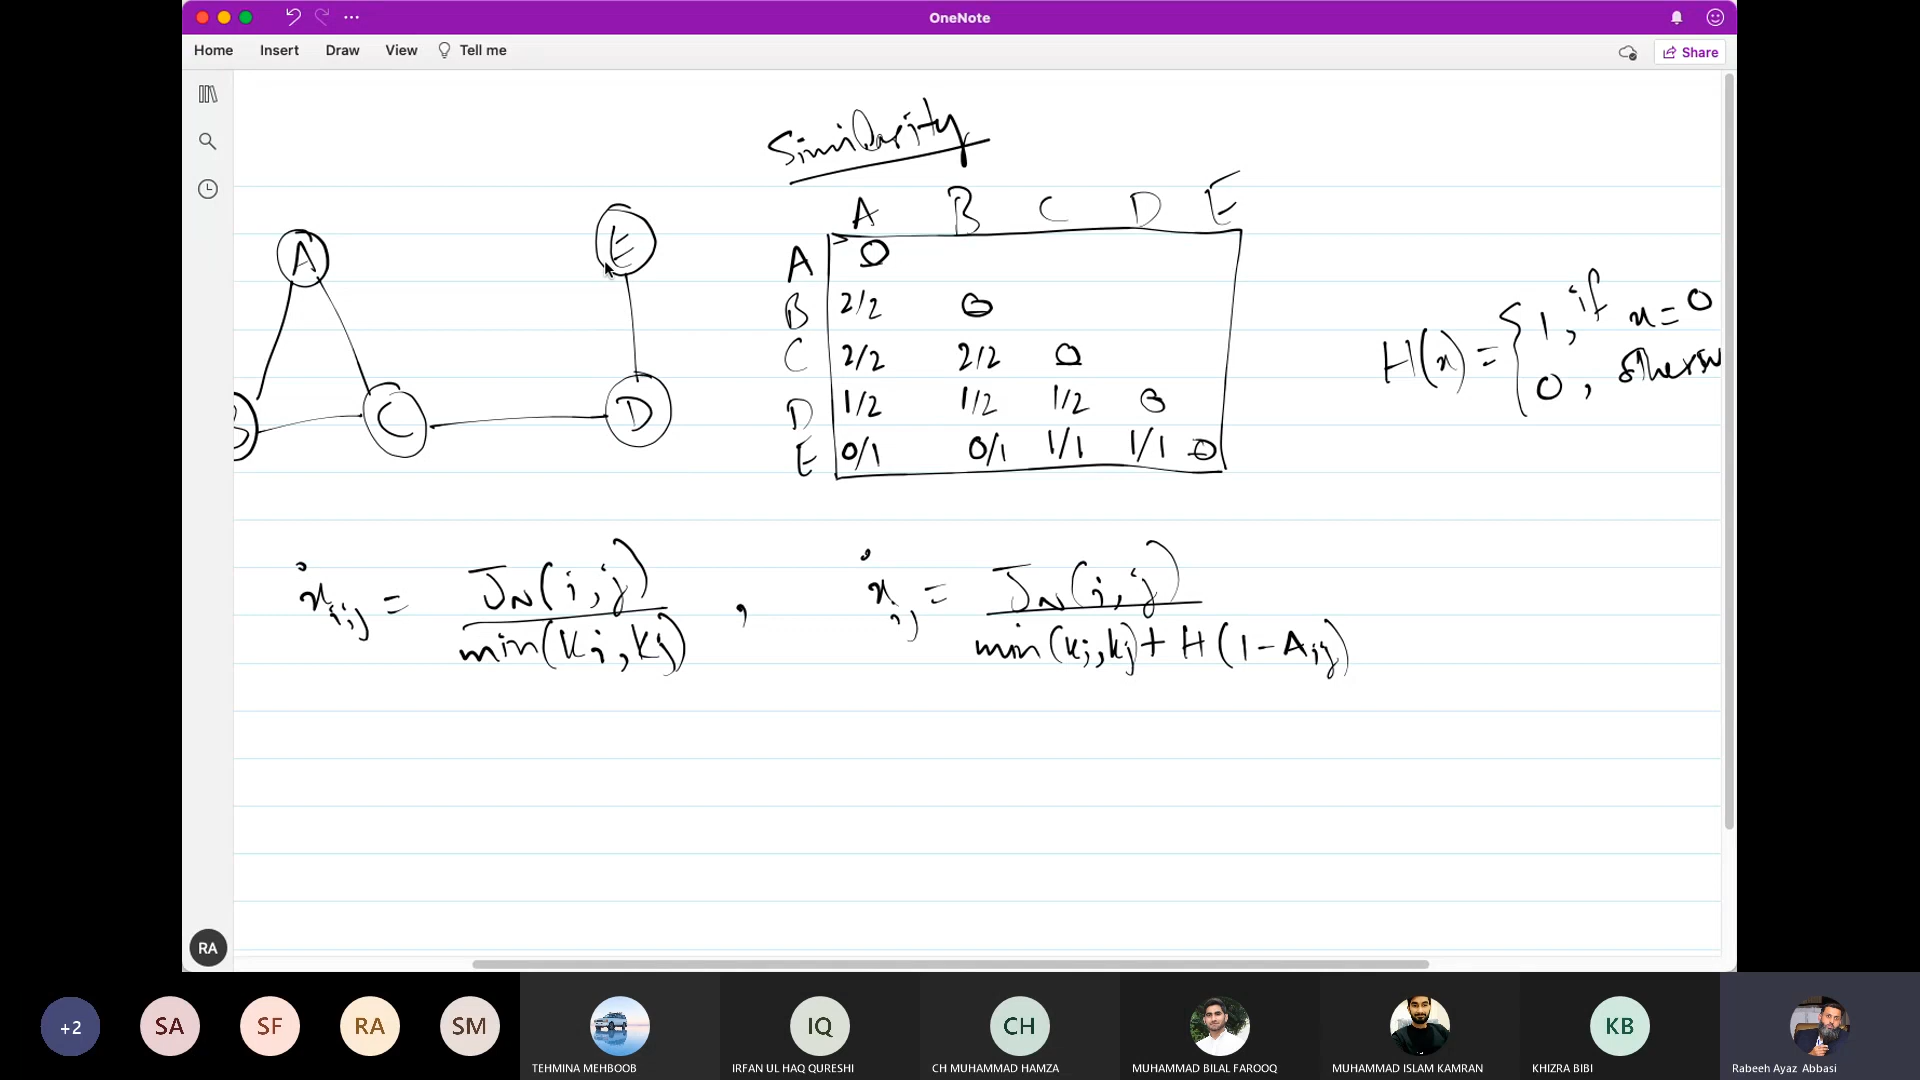 OneNote
Home Insert Draw View Tell me Share
Similarity
A B C D E
A 0
B 2/2 0
C 2/2 2/2 0
D 1/2 1/2 1/2 0
E 0/1 0/1 1/1 1/1 0
A
E
B
C
D
H(x) = { 1, if x=0
0, otherw
x i,j = JN(i,j) / min(ki, kj) , x ij = JN(i,j) / min(ki, kj) + H(1-Aij)
RA
+2 SA SF RA SM IQ CH KB
TEHMINA MEHBOOB IRFAN UL HAQ QURESHI CH MUHAMMAD HAMZA MUHAMMAD BILAL FAROOQ MUHAMMAD ISLAM KAMRAN KHIZRA BIBI Rabeeh Ayaz Abbasi